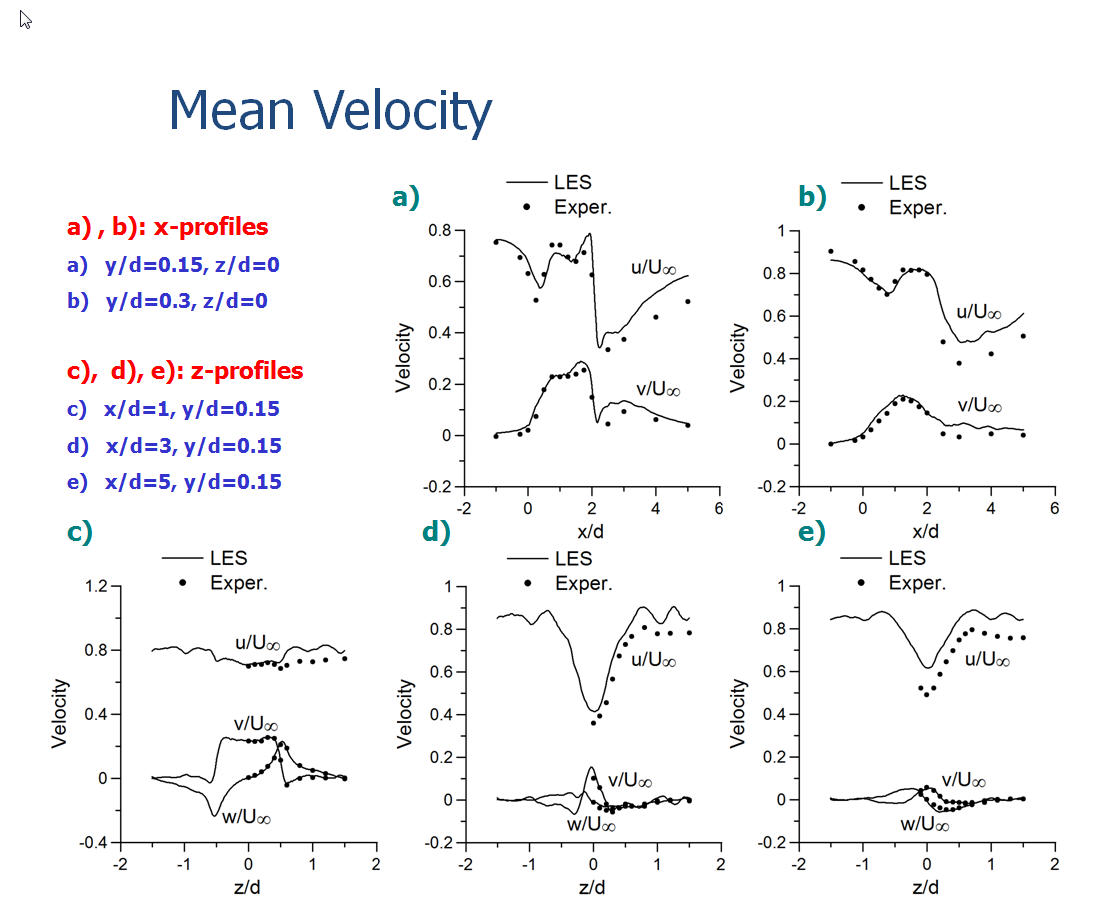 Mean Velocity
a) , b): x-profiles
a) y/d=0.15, z/d=0
b) y/d=0.3, z/d=0
c), d), e): z-profiles
c) x/d=1, y/d=0.15
d) x/d=3, y/d=0.15
e) x/d=5, y/d=0.15
a)
LES
Exper.
0.8
0.6
0.4
0.2
0
-0.2
Velocity
u/U∞
v/U∞
-2 0 2 4 6
x/d
b)
LES
Exper.
1
0.8
0.6
0.4
0.2
0
-0.2
Velocity
u/U∞
v/U∞
-2 0 2 4 6
x/d
c)
LES
Exper.
1.2
0.8
0.4
0
-0.4
Velocity
u/U∞
v/U∞
w/U∞
-2 -1 0 1 2
z/d
d)
LES
Exper.
1
0.8
0.6
0.4
0.2
0
-0.2
Velocity
u/U∞
v/U∞
w/U∞
-2 -1 0 1 2
z/d
e)
LES
Exper.
1
0.8
0.6
0.4
0.2
0
-0.2
Velocity
u/U∞
v/U∞
w/U∞
-2 -1 0 1 2
z/d